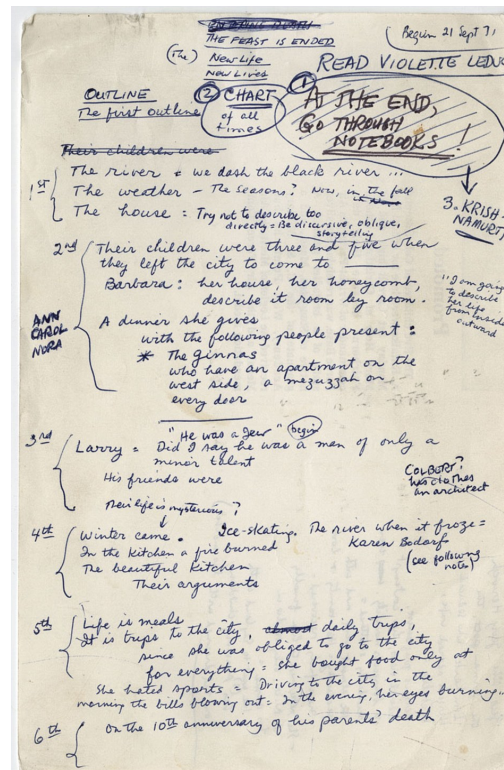 THE FEAST IS ENDED
(The) New Life
New Lives
Begun 21 Sept 71
READ VIOLETTE LEDU
OUTLINE
The first outline
② CHART
of all
times
①
AT THE END,
GO THROUGH
NOTEBOOKS!
3. KRISH-
NAMURTI
Their children were
1st
The river = we dash the black river...
The weather – The seasons? Now, in the fall
The house = Try not to describe too
directly = Be discursive, oblique,
storytelling
2nd
Their children were three and five when
they left the city to come to ____
Barbara: her house, her honeycomb,
describe it room by room.
"I am going
to describe
her life
from inside
outward
ANN
CAROL
NORA
A dinner she gives
with the following people present:
* The Ginnas
who have an apartment on the
west side, a mezuzzah on
every door
3rd
"He was a Jew" begin
Larry = Did I say he was a man of only a
minor talent
His friends were
COLBERT?
his clothes
an architect
Their life is mysterious?
4th
Winter came. Ice-skating. The river when it froze =
In the kitchen a fire burned
Karen Bodarf
The beautiful kitchen
(see following
notes)
Their arguments
5th
Life is meals
It is trips to the city, almost daily trips,
since she was obliged to go to the city
for everything = she bought food only at
She hated sports = Driving to the city in the
morning the bills blowing out = In the evening, her eyes burning..
6th
On the 10th anniversary of his parents' death